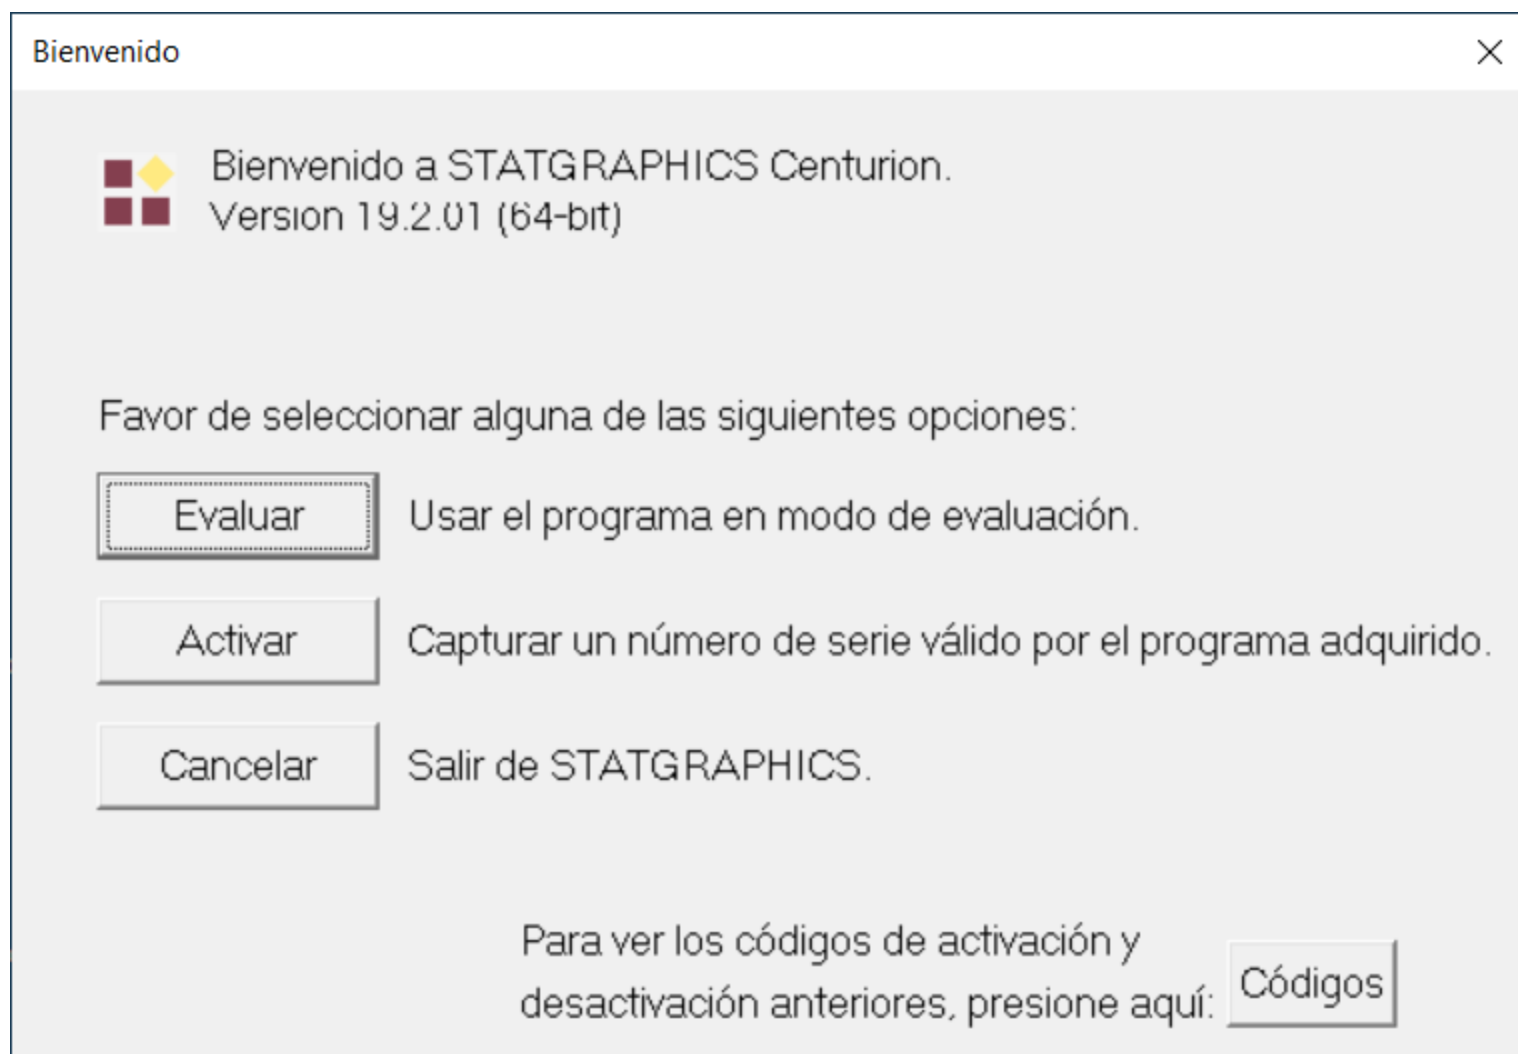 Bienvenido
Bienvenido a STATGRAPHICS Centurion.
Version 19.2.01 (64-bit)
Favor de seleccionar alguna de las siguientes opciones:
Evaluar Usar el programa en modo de evaluación.
Activar Capturar un número de serie válido por el programa adquirido.
Cancelar Salir de STATGRAPHICS.
Para ver los códigos de activación y
desactivación anteriores, presione aquí: Códigos